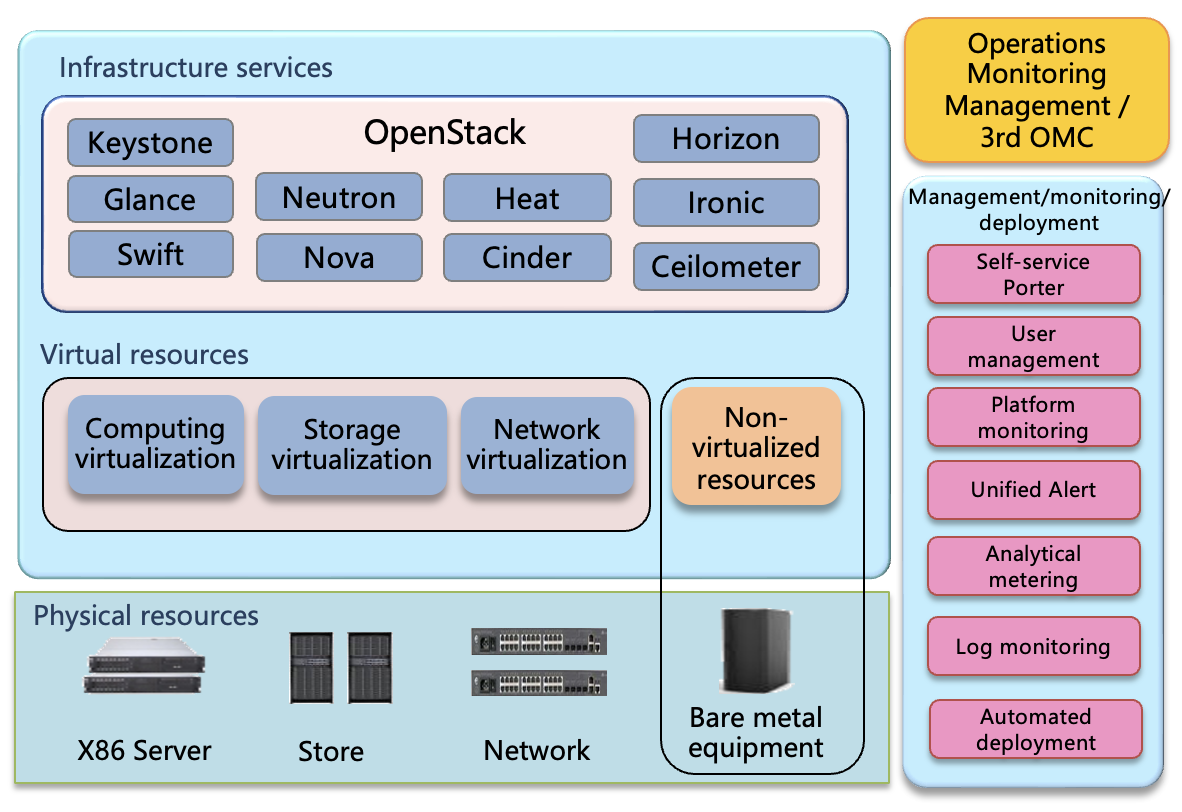 Infrastructure services
OpenStack
Keystone
Glance
Swift
Neutron
Nova
Heat
Cinder
Horizon
Ironic
Ceilometer
Virtual resources
Computing
virtualization
Storage
virtualization
Network
virtualization
Non-
virtualized
resources
Physical resources
X86 Server
Store
Network
Bare metal
equipment
Operations
Monitoring
Management /
3rd OMC
Management/monitoring/
deployment
Self-service
Porter
User
management
Platform
monitoring
Unified Alert
Analytical
metering
Log monitoring
Automated
deployment